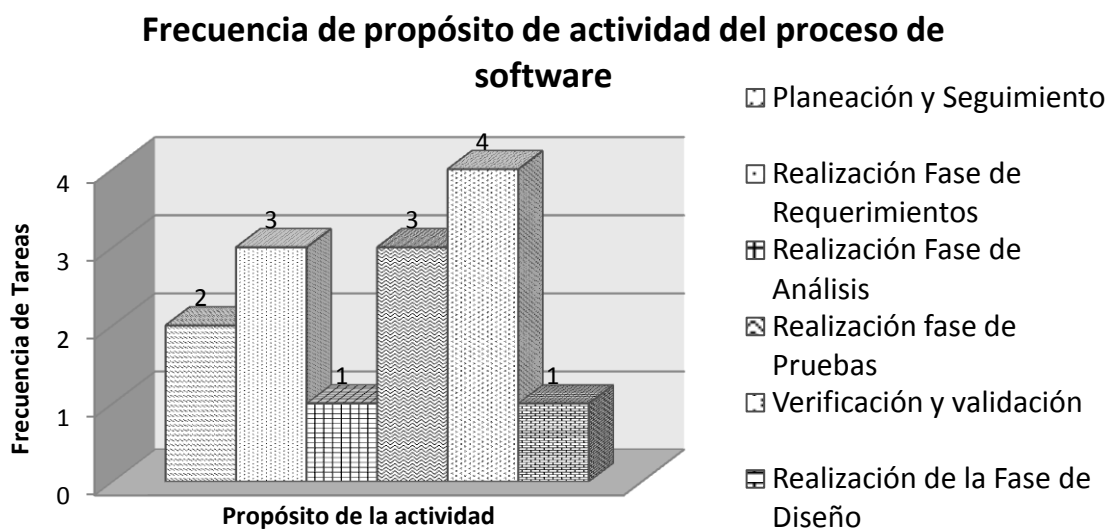 Frecuencia de propósito de actividad del proceso de
software
Frecuencia de Tareas
4
3
2
1
0
2
3
1
3
4
1
Propósito de la actividad
Planeación y Seguimiento
Realización Fase de
Requerimientos
Realización Fase de
Análisis
Realización fase de
Pruebas
Verificación y validación
Realización de la Fase de
Diseño